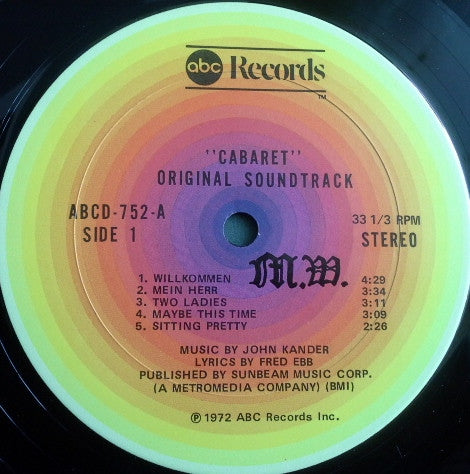 abc Records
TM
"CABARET"
ORIGINAL SOUNDTRACK
ABCD-752-A
SIDE 1
33 1/3 RPM
STEREO
M.W.
1. WILLKOMMEN 4:29
2. MEIN HERR 3:34
3. TWO LADIES 3:11
4. MAYBE THIS TIME 3:09
5. SITTING PRETTY 2:26
MUSIC BY JOHN KANDER
LYRICS BY FRED EBB
PUBLISHED BY SUNBEAM MUSIC CORP.
(A METROMEDIA COMPANY) (BMI)
℗ 1972 ABC Records Inc.